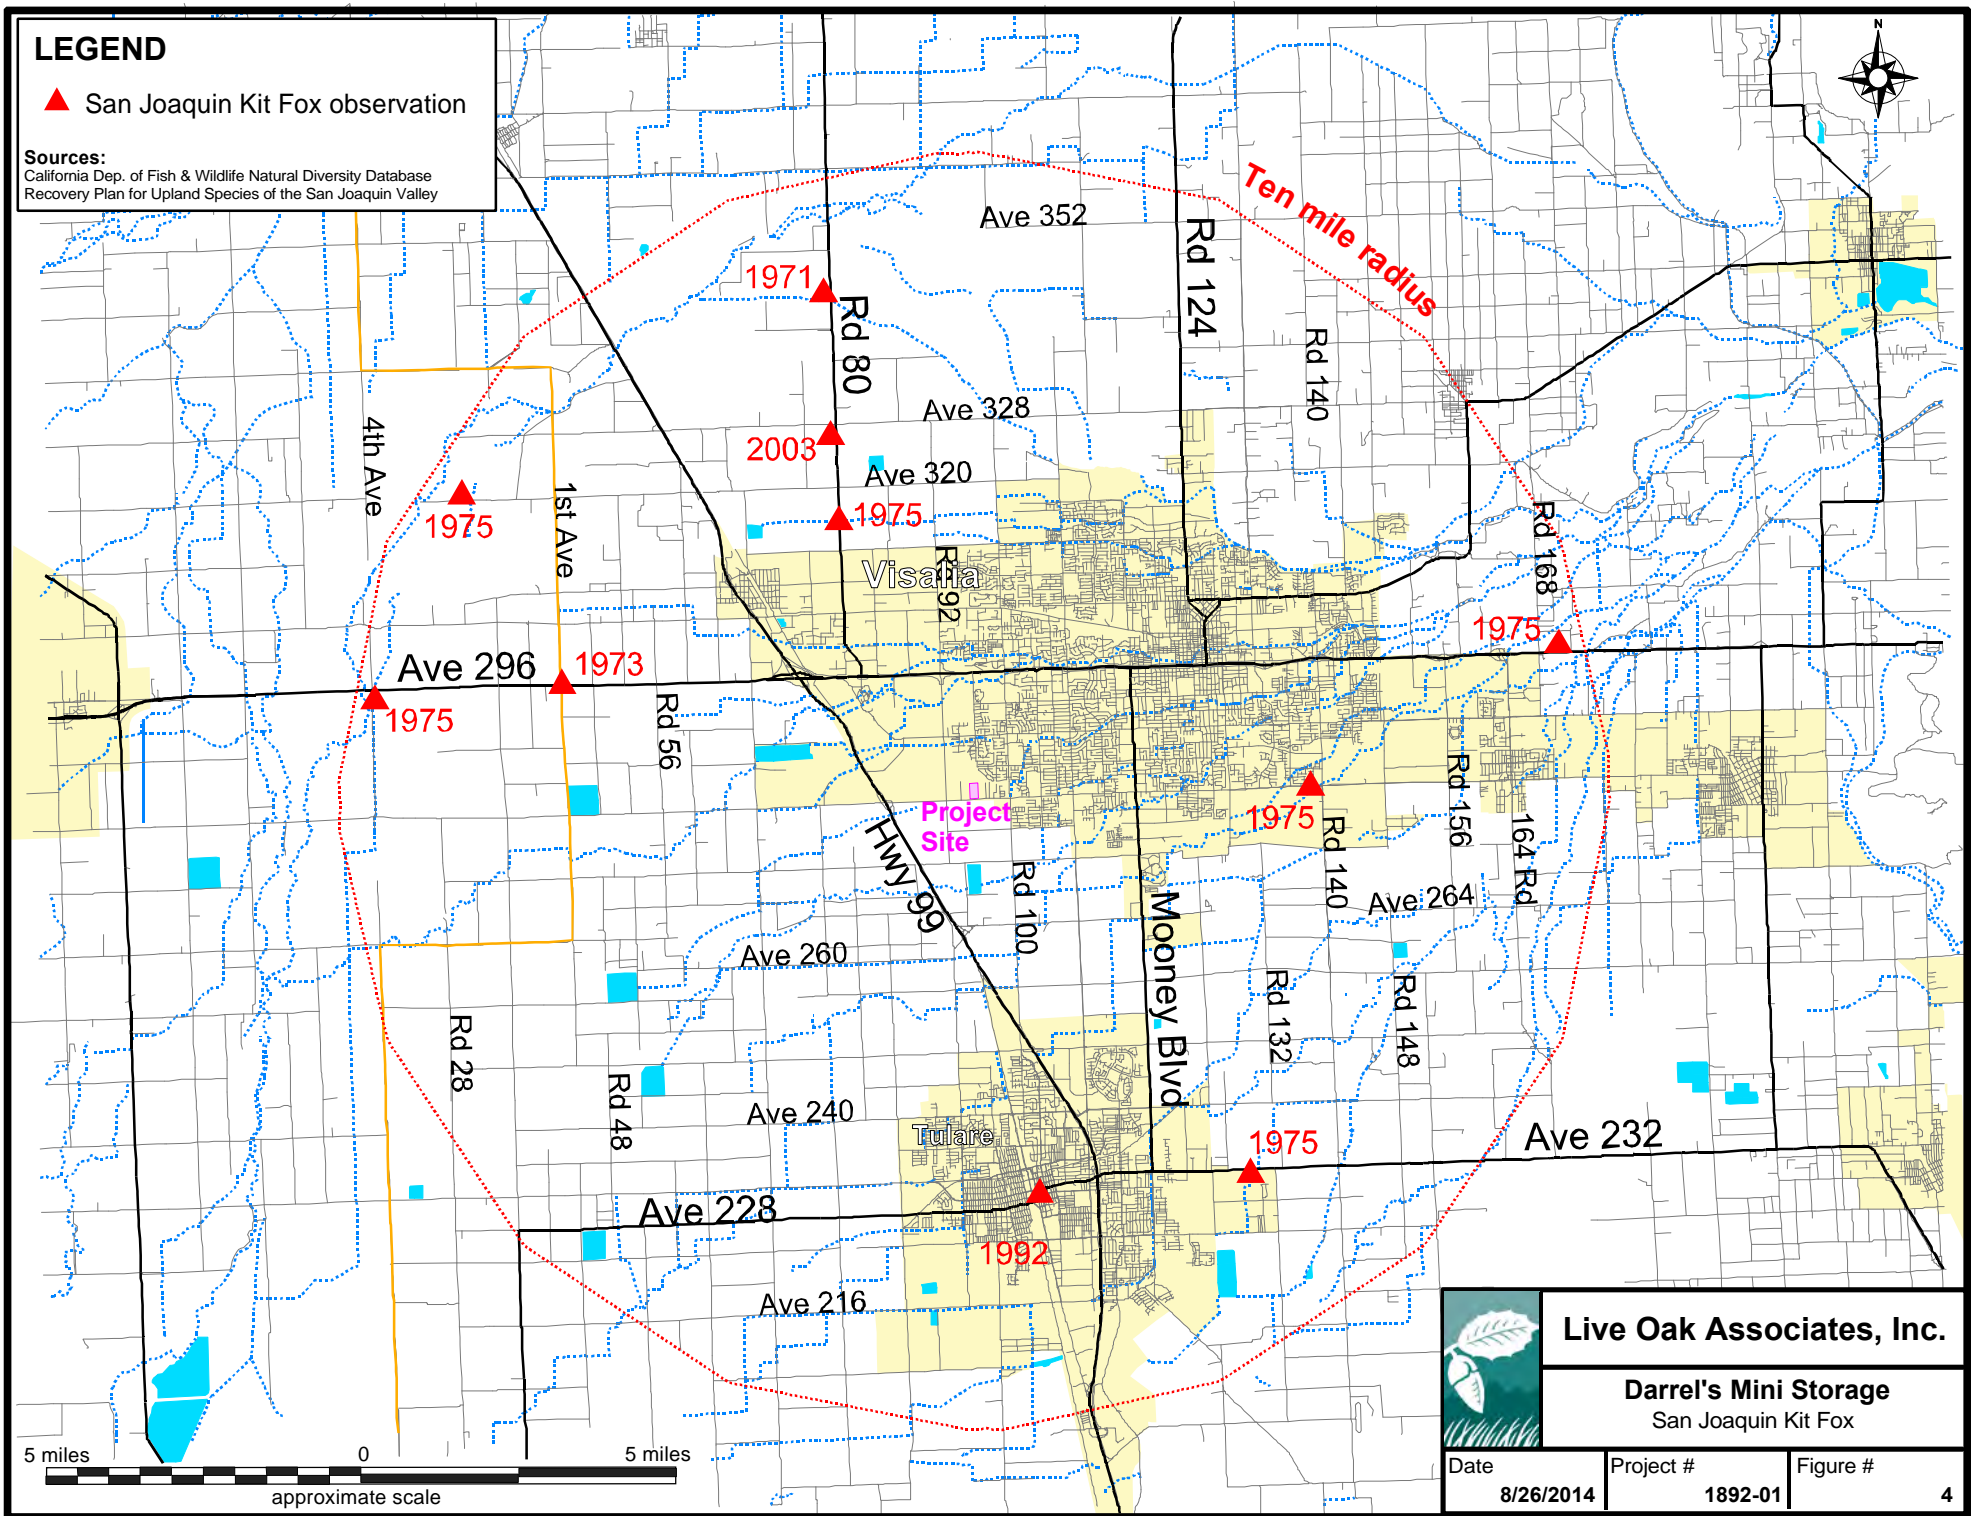 LEGEND
San Joaquin Kit Fox observation
Sources:
California Dep. of Fish & Wildlife Natural Diversity Database
Recovery Plan for Upland Species of the San Joaquin Valley
N
Ten mile radius
Ave 352
Rd 124
1971
Rd 80
Rd 140
Ave 328
2003
4th Ave
Ave 320
1975
1st Ave
1975
Rd 168
Rd 92
Visalia
1975
Ave 296
1973
1975
Rd 56
Project
Site
1975
Rd 156
164 Rd
Rd 140
Hwy 99
Rd 100
Mooney Blvd
Ave 264
Ave 260
Rd 132
Rd 148
Rd 28
Rd 48
Ave 240
Tulare
1975
Ave 232
Ave 228
1992
Ave 216
5 miles
0
5 miles
approximate scale
Live Oak Associates, Inc.
Darrel's Mini Storage
San Joaquin Kit Fox
Date
8/26/2014
Project #
1892-01
Figure #
4